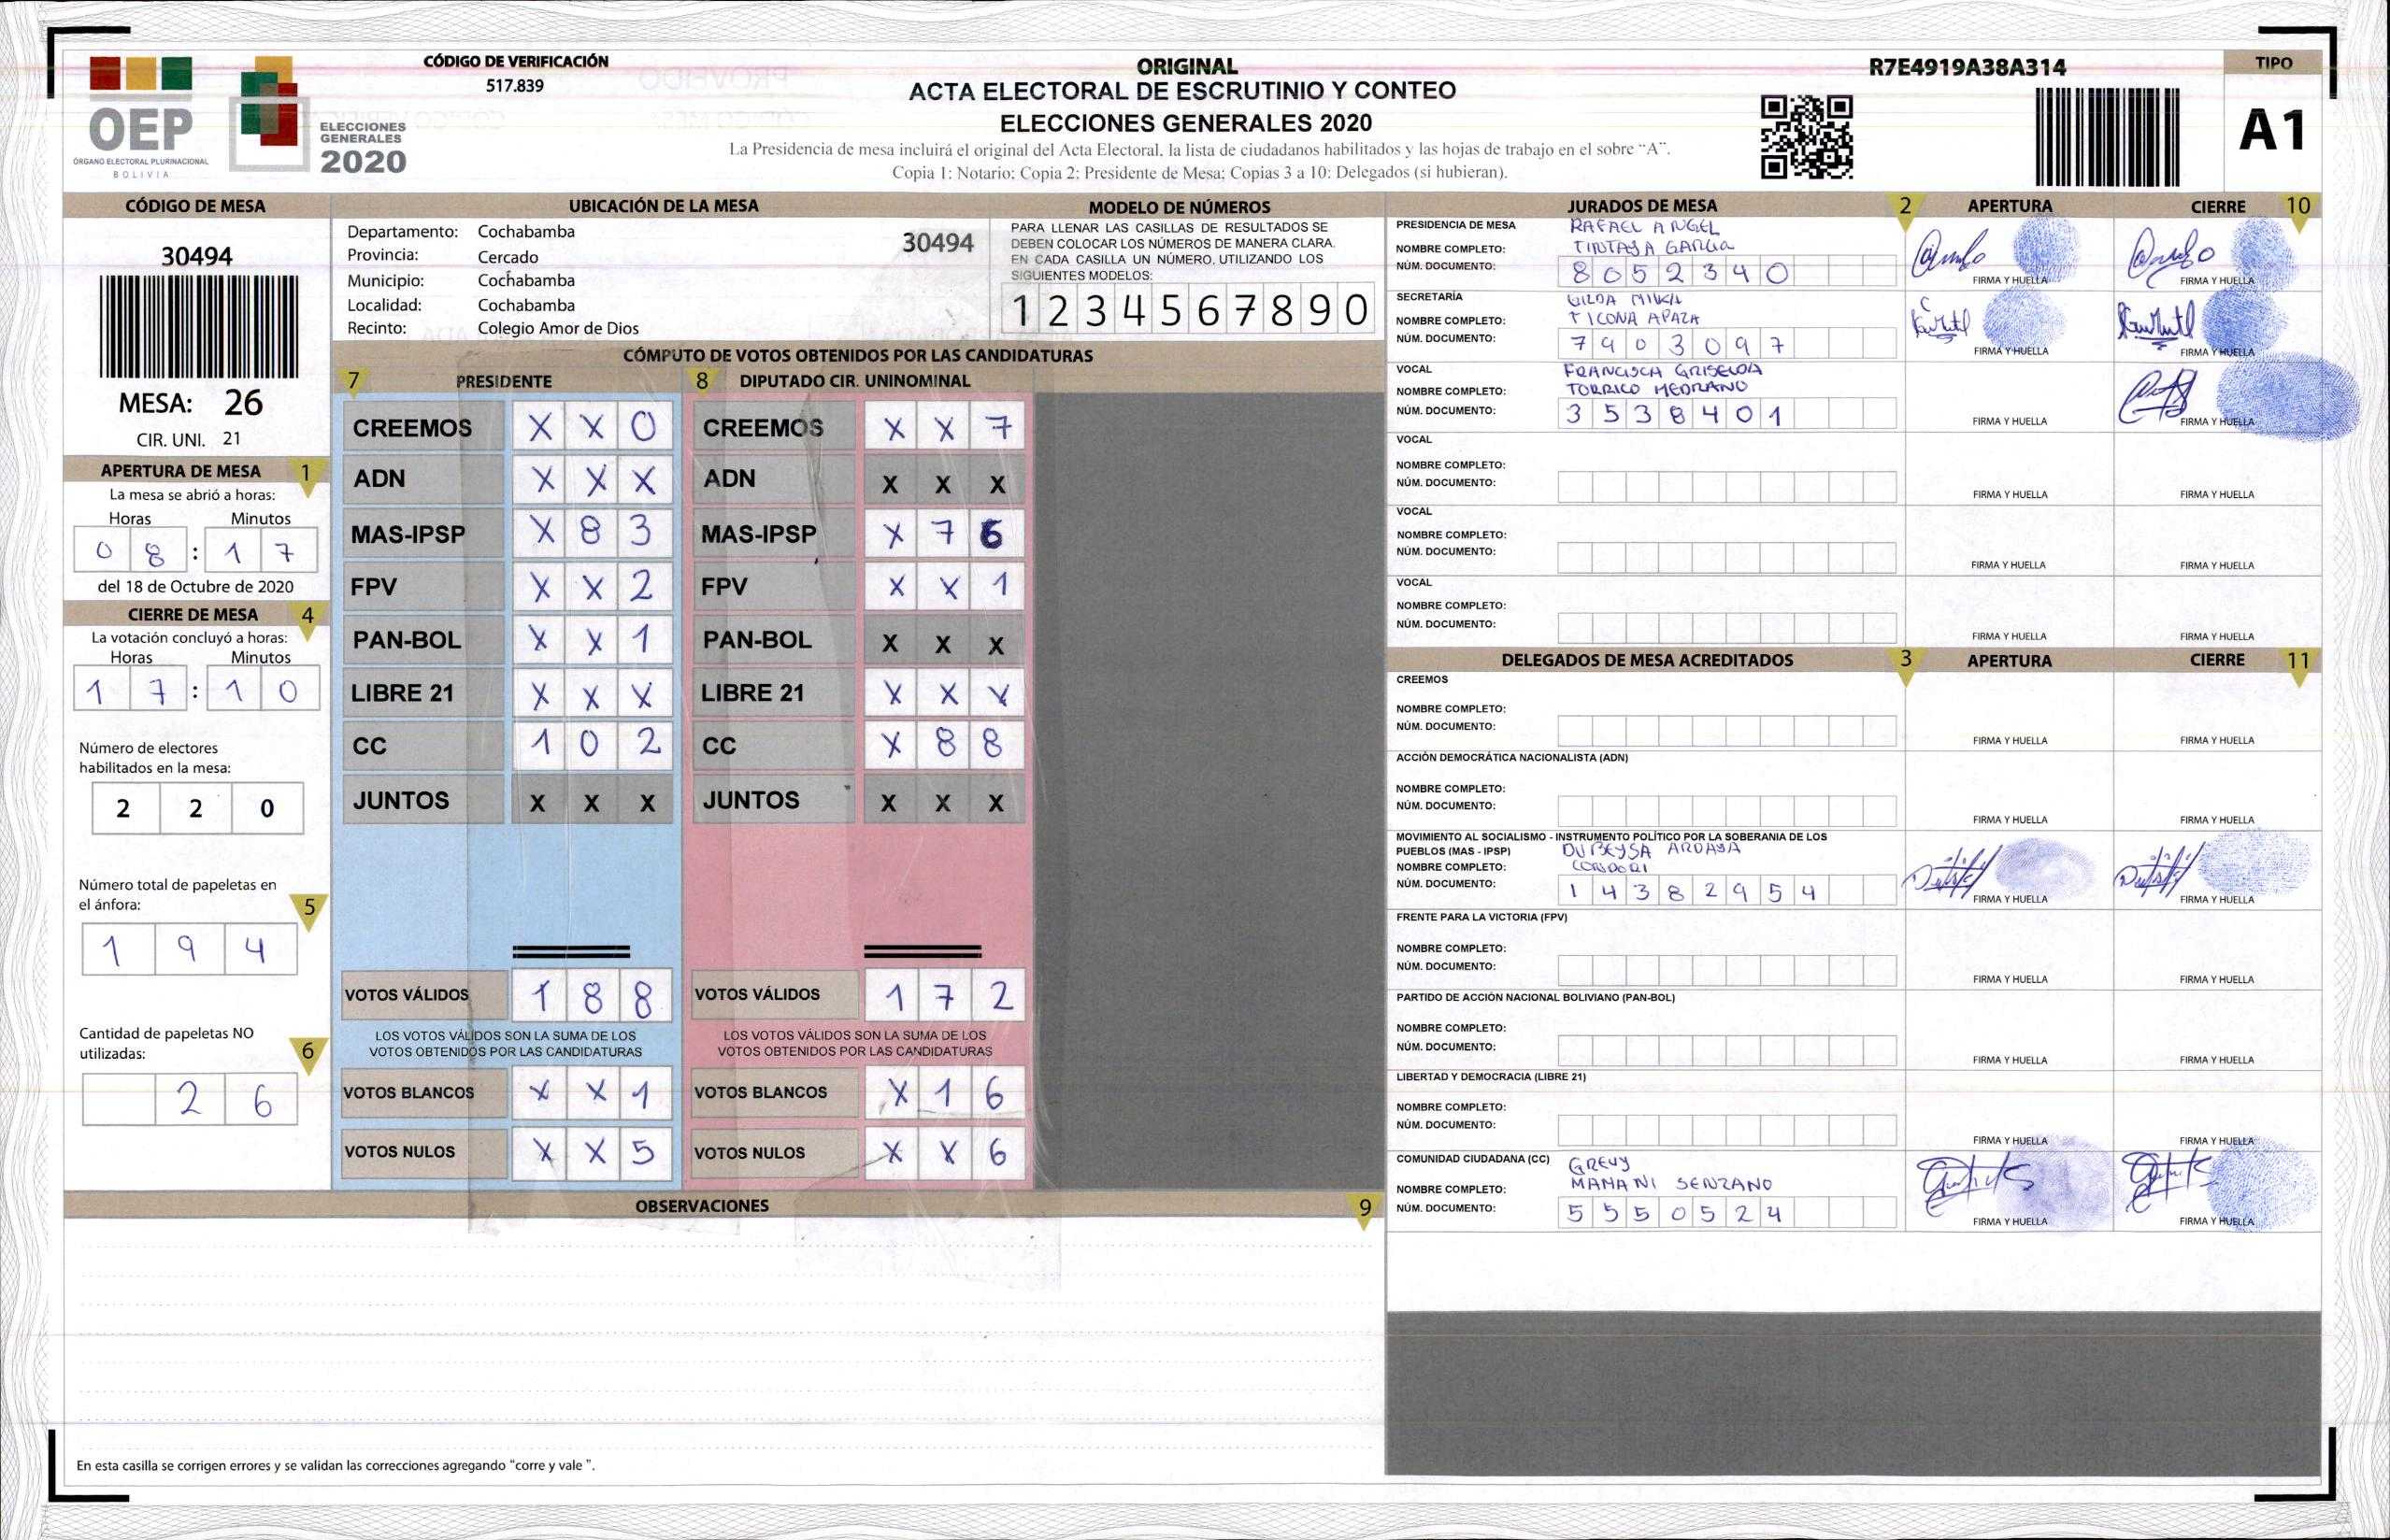 CÓDIGO DE VERIFICACIÓN
517.839
ORIGINAL
ACTA ELECTORAL DE ESCRUTINIO Y CONTEO
ELECCIONES GENERALES 2020
La Presidencia de mesa incluirá el original del Acta Electoral, la lista de ciudadanos habilitados y las hojas de trabajo en el sobre "A".
Copia 1: Notario; Copia 2: Presidente de Mesa; Copias 3 a 10: Delegados (si hubieran).
R7E4919A38A314
TIPO
A1
OEP
ÓRGANO ELECTORAL PLURINACIONAL
BOLIVIA
ELECCIONES
GENERALES
2020
CÓDIGO DE MESA
30494
MESA: 26
CIR. UNI. 21
APERTURA DE MESA 1
La mesa se abrió a horas:
Horas Minutos
0 8 : 1 7
del 18 de Octubre de 2020
CIERRE DE MESA 4
La votación concluyó a horas:
Horas Minutos
1 7 : 1 0
Número de electores
habilitados en la mesa:
2 2 0
Número total de papeletas en
el ánfora: 5
1 9 4
Cantidad de papeletas NO
utilizadas: 6
2 6
UBICACIÓN DE LA MESA
Departamento: Cochabamba
30494
Provincia: Cercado
Municipio: Cochabamba
Localidad: Cochabamba
Recinto: Colegio Amor de Dios
MODELO DE NÚMEROS
PARA LLENAR LAS CASILLAS DE RESULTADOS SE
DEBEN COLOCAR LOS NÚMEROS DE MANERA CLARA.
EN CADA CASILLA UN NÚMERO, UTILIZANDO LOS
SIGUIENTES MODELOS:
1 2 3 4 5 6 7 8 9 0
CÓMPUTO DE VOTOS OBTENIDOS POR LAS CANDIDATURAS
7 PRESIDENTE
CREEMOS X X 0
ADN X X X
MAS-IPSP X 8 3
FPV X X 2
PAN-BOL X X 1
LIBRE 21 X X X
CC 1 0 2
JUNTOS X X X
VOTOS VÁLIDOS 1 8 8
LOS VOTOS VÁLIDOS SON LA SUMA DE LOS
VOTOS OBTENIDOS POR LAS CANDIDATURAS
VOTOS BLANCOS X X 1
VOTOS NULOS X X 5
8 DIPUTADO CIR. UNINOMINAL
CREEMOS X X 7
ADN X X X
MAS-IPSP X 7 6
FPV X X 1
PAN-BOL X X X
LIBRE 21 X X X
CC X 8 8
JUNTOS X X X
VOTOS VÁLIDOS 1 7 2
LOS VOTOS VÁLIDOS SON LA SUMA DE LOS
VOTOS OBTENIDOS POR LAS CANDIDATURAS
VOTOS BLANCOS X 1 6
VOTOS NULOS X X 6
OBSERVACIONES 9
En esta casilla se corrigen errores y se validan las correcciones agregando "corre y vale ".
JURADOS DE MESA 2 APERTURA CIERRE 10
PRESIDENCIA DE MESA RAFAEL ANGEL
NOMBRE COMPLETO: TINTAYA GARCIA
NÚM. DOCUMENTO: 8 0 5 2 3 4 0
FIRMA Y HUELLA FIRMA Y HUELLA
SECRETARÍA MILKA
NOMBRE COMPLETO: TICONA APAZA
NÚM. DOCUMENTO: 7 9 0 3 0 9 7
FIRMA Y HUELLA FIRMA Y HUELLA
VOCAL FRANCISCA GRISELDA
NOMBRE COMPLETO: TORRICO MEDRANO
NÚM. DOCUMENTO: 3 5 3 8 4 0 1
FIRMA Y HUELLA FIRMA Y HUELLA
VOCAL
NOMBRE COMPLETO:
NÚM. DOCUMENTO:
FIRMA Y HUELLA FIRMA Y HUELLA
VOCAL
NOMBRE COMPLETO:
NÚM. DOCUMENTO:
FIRMA Y HUELLA FIRMA Y HUELLA
VOCAL
NOMBRE COMPLETO:
NÚM. DOCUMENTO:
FIRMA Y HUELLA FIRMA Y HUELLA
DELEGADOS DE MESA ACREDITADOS 3 APERTURA CIERRE 11
CREEMOS
NOMBRE COMPLETO:
NÚM. DOCUMENTO:
FIRMA Y HUELLA FIRMA Y HUELLA
ACCIÓN DEMOCRÁTICA NACIONALISTA (ADN)
NOMBRE COMPLETO:
NÚM. DOCUMENTO:
FIRMA Y HUELLA FIRMA Y HUELLA
MOVIMIENTO AL SOCIALISMO - INSTRUMENTO POLÍTICO POR LA SOBERANIA DE LOS
PUEBLOS (MAS - IPSP) DUBEYSA ARDAYA
NOMBRE COMPLETO: CONDORI
NÚM. DOCUMENTO: 1 4 3 8 2 9 5 4
FIRMA Y HUELLA FIRMA Y HUELLA
FRENTE PARA LA VICTORIA (FPV)
NOMBRE COMPLETO:
NÚM. DOCUMENTO:
FIRMA Y HUELLA FIRMA Y HUELLA
PARTIDO DE ACCIÓN NACIONAL BOLIVIANO (PAN-BOL)
NOMBRE COMPLETO:
NÚM. DOCUMENTO:
FIRMA Y HUELLA FIRMA Y HUELLA
LIBERTAD Y DEMOCRACIA (LIBRE 21)
NOMBRE COMPLETO:
NÚM. DOCUMENTO:
FIRMA Y HUELLA FIRMA Y HUELLA
COMUNIDAD CIUDADANA (CC) GREVY
NOMBRE COMPLETO: MAMANI SENZANO
NÚM. DOCUMENTO: 5 5 5 0 5 2 4
FIRMA Y HUELLA FIRMA Y HUELLA